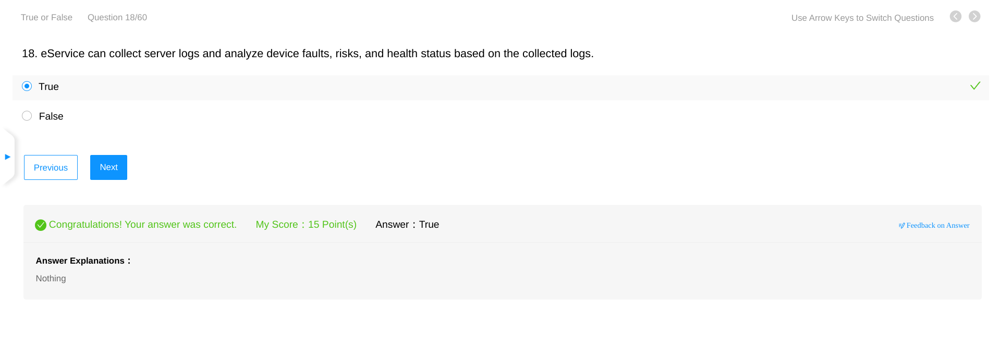 True or False Question 18/60 Use Arrow Keys to Switch Questions
18. eService can collect server logs and analyze device faults, risks, and health status based on the collected logs.
True
False
Previous Next
Congratulations! Your answer was correct. My Score：15 Point(s) Answer：True Feedback on Answer
Answer Explanations：
Nothing